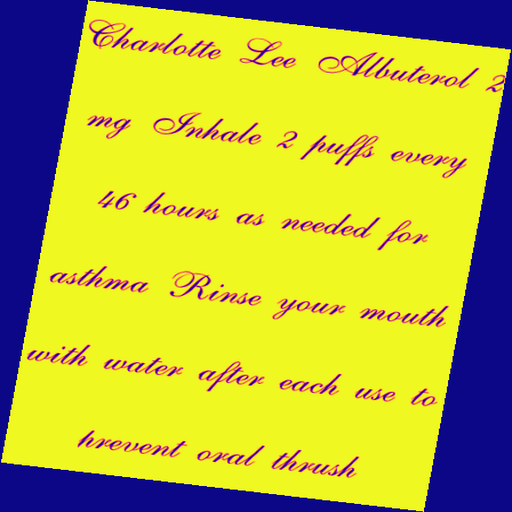 Charlotte Lee Albuterol 2
mg Inhale 2 puffs every
46 hours as needed for
asthma Rinse your mouth
with water after each use to
prevent oral thrush